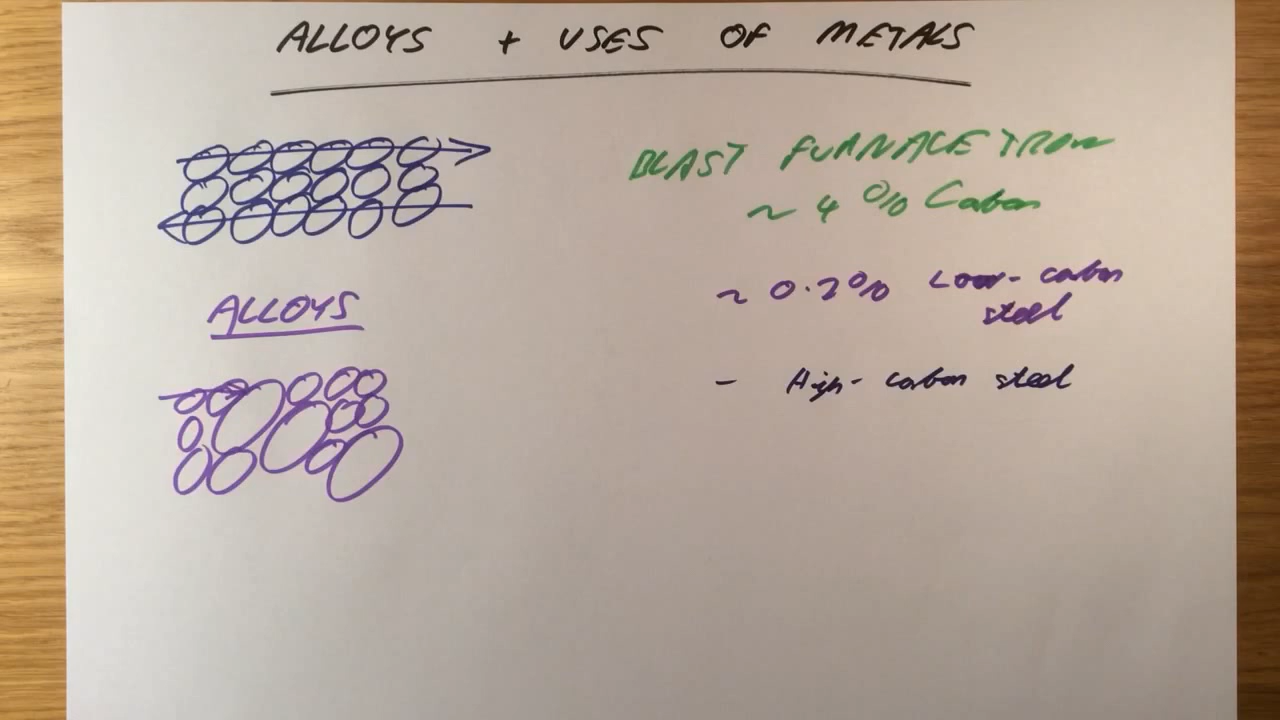 ALLOYS + USES OF METALS
ALLOYS
BLAST FURNACE IRON
~ 4 % Carbon
~ 0.2% Low-carbon
steel
- High-carbon steel